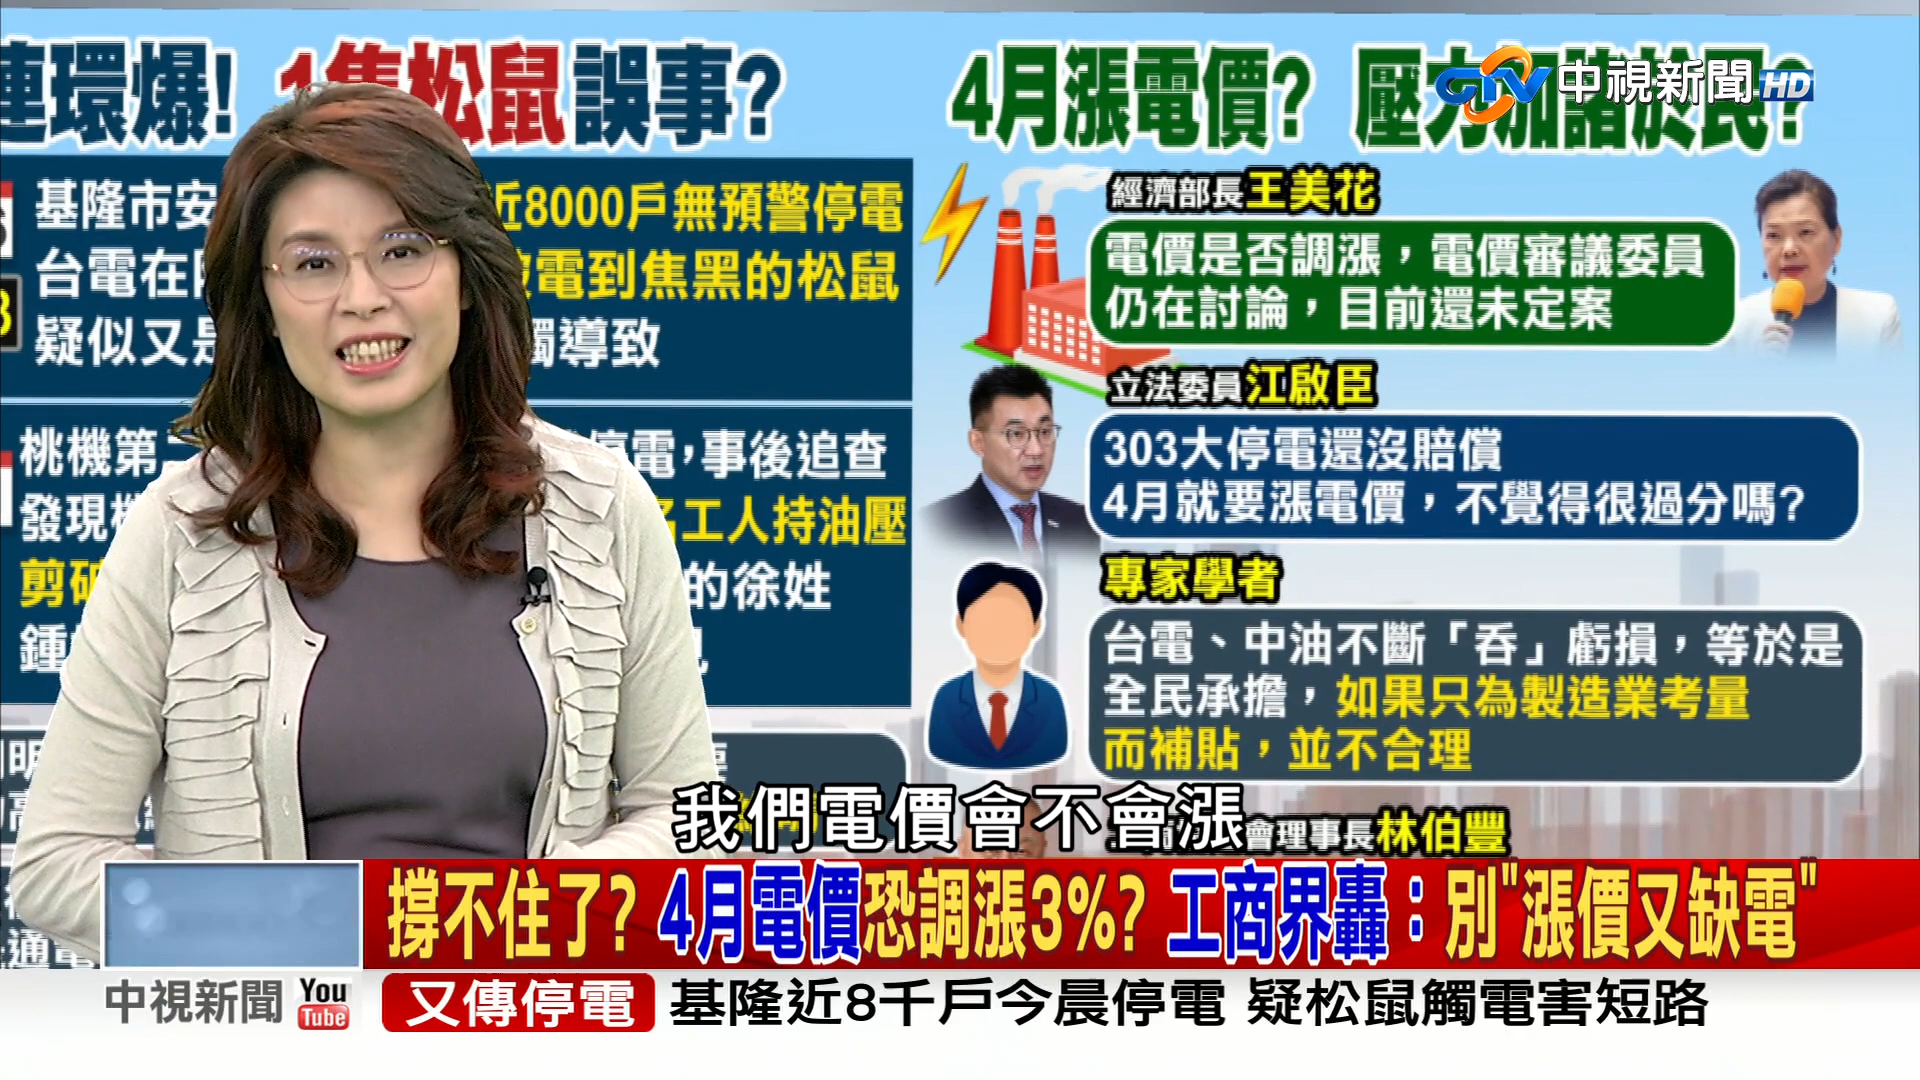 連環爆! 1隻松鼠誤事?
基隆市安
近8000戶無預警停電
台電在
被電到焦黑的松鼠
疑似又是
觸導致
桃機第二
停電,事後追查
發現
名工人持油壓
剪破
的徐姓
鍾
4月漲電價? 壓力加諸於民?
CTV中視新聞HD
經濟部長王美花
電價是否調漲,電價審議委員
仍在討論,目前還未定案
立法委員江啟臣
303大停電還沒賠償
4月就要漲電價,不覺得很過分嗎?
專家學者
台電、中油不斷「吞」虧損,等於是
全民承擔,如果只為製造業考量
而補貼,並不合理
會理事長林伯豐
我們電價會不會漲
撐不住了? 4月電價恐調漲3%? 工商界轟:別"漲價又缺電"
中視新聞 YouTube
又傳停電 基隆近8千戶今晨停電 疑松鼠觸電害短路